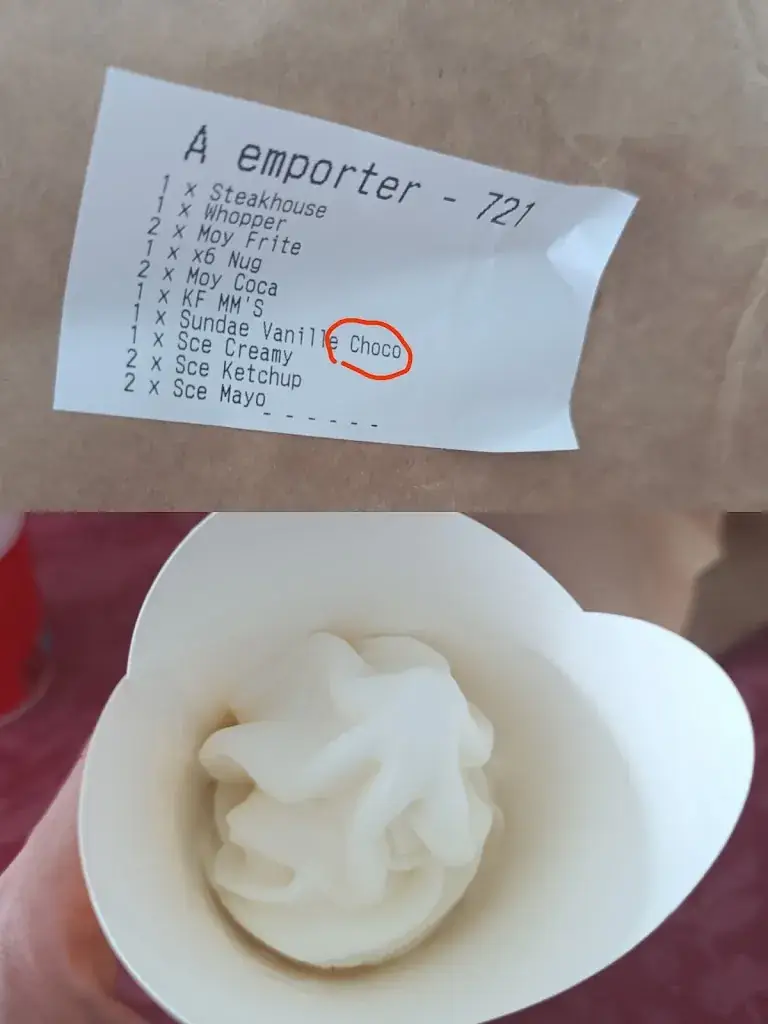 A emporter - 721
1 x Steakhouse
1 x Whopper
2 x Moy Frite
1 x x6 Nug
2 x Moy Coca
1 x KF MM'S
1 x Sundae Vanille Choco
1 x Sce Creamy
2 x Sce Ketchup
2 x Sce Mayo
- - - - - -